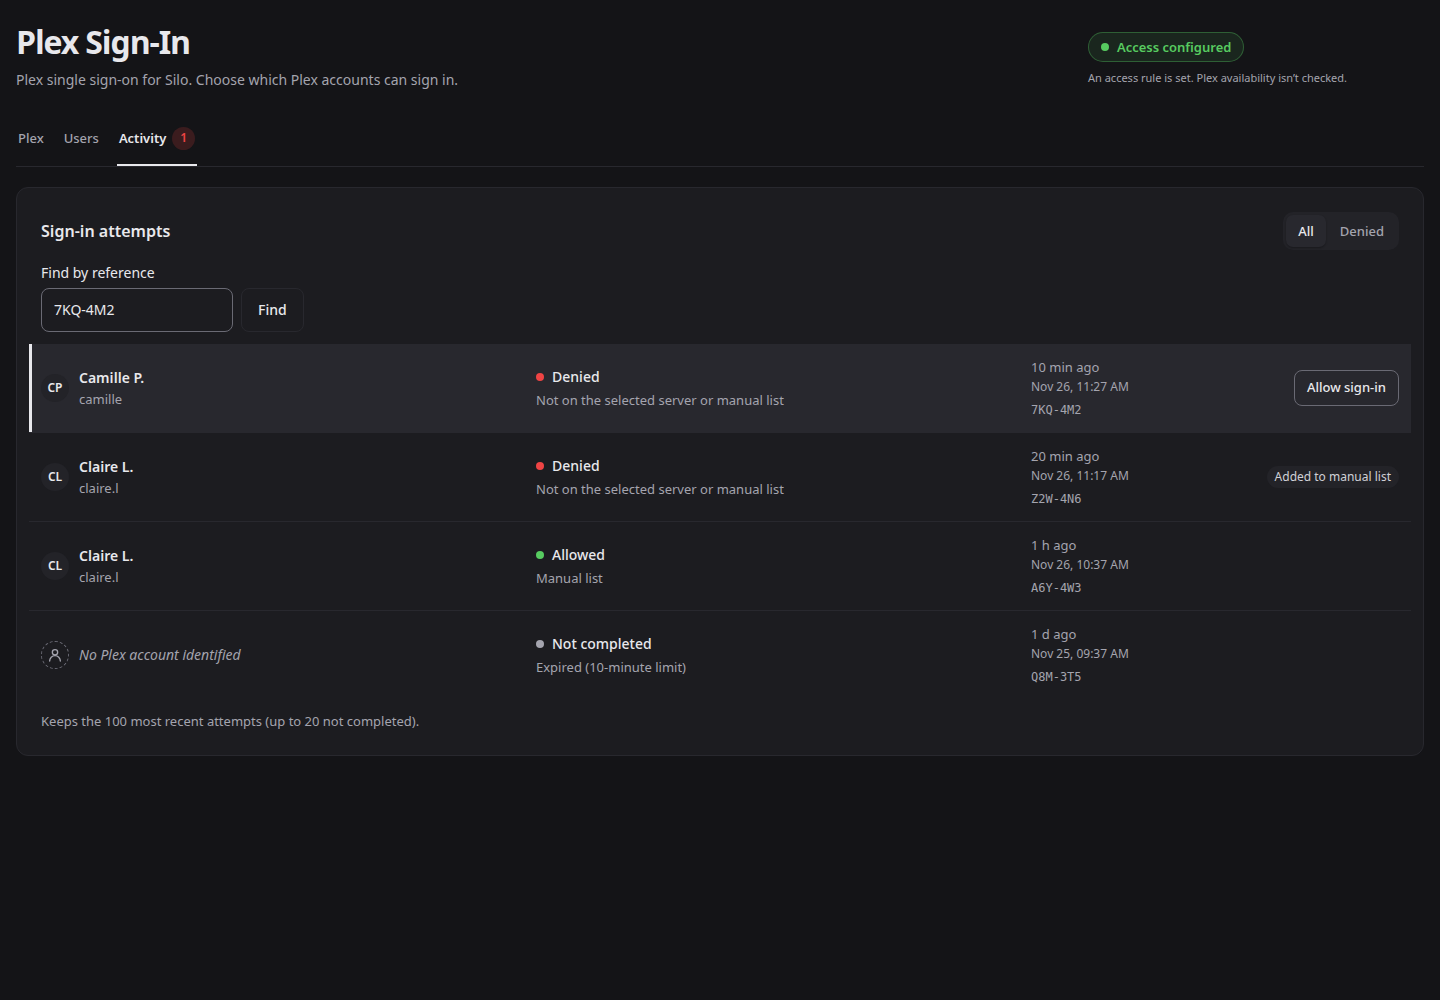 Plex Sign-In
Access configured
Plex single sign-on for Silo. Choose which Plex accounts can sign in.
An access rule is set. Plex availability isn't checked.
Plex Users Activity 1
Sign-in attempts
All Denied
Find by reference
7KQ-4M2 Find
CP
Camille P.
camille
Denied
Not on the selected server or manual list
10 min ago
Nov 26, 11:27 AM
7KQ-4M2
Allow sign-in
CL
Claire L.
claire.l
Denied
Not on the selected server or manual list
20 min ago
Nov 26, 11:17 AM
Z2W-4N6
Added to manual list
CL
Claire L.
claire.l
Allowed
Manual list
1 h ago
Nov 26, 10:37 AM
A6Y-4W3
No Plex account identified
Not completed
Expired (10-minute limit)
1 d ago
Nov 25, 09:37 AM
Q8M-3T5
Keeps the 100 most recent attempts (up to 20 not completed).